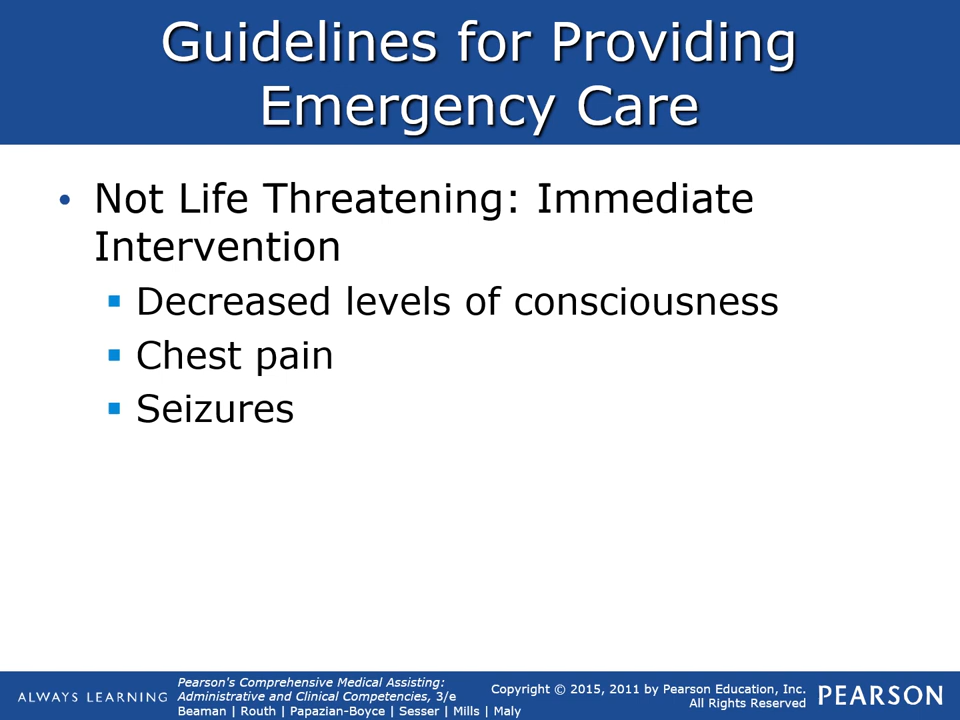 Guidelines for Providing
Emergency Care
• Not Life Threatening: Immediate
Intervention
▪ Decreased levels of consciousness
▪ Chest pain
▪ Seizures
ALWAYS LEARNING
Pearson's Comprehensive Medical Assisting:
Administrative and Clinical Competencies, 3/e
Beaman | Routh | Papazian-Boyce | Sesser | Mills | Maly
Copyright © 2015, 2011 by Pearson Education, Inc.
All Rights Reserved
PEARSON